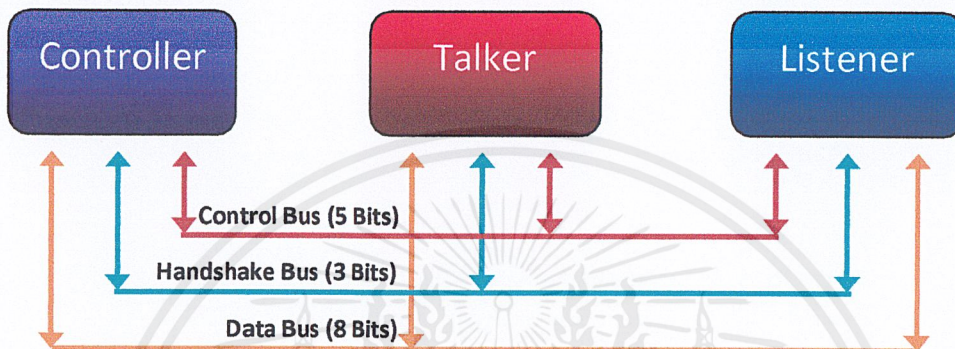 Controller Talker Listener
Control Bus (5 Bits)
Handshake Bus (3 Bits)
Data Bus (8 Bits)